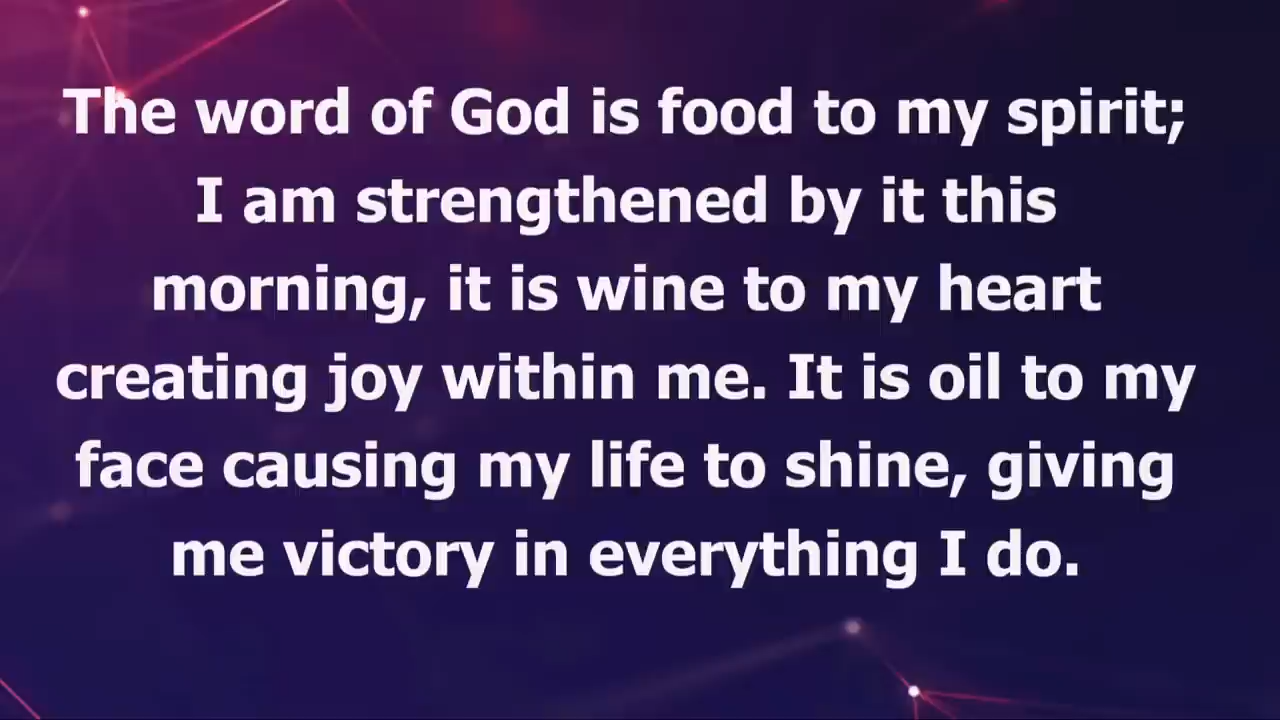 The word of God is food to my spirit;
I am strengthened by it this
morning, it is wine to my heart
creating joy within me. It is oil to my
face causing my life to shine, giving
me victory in everything I do.